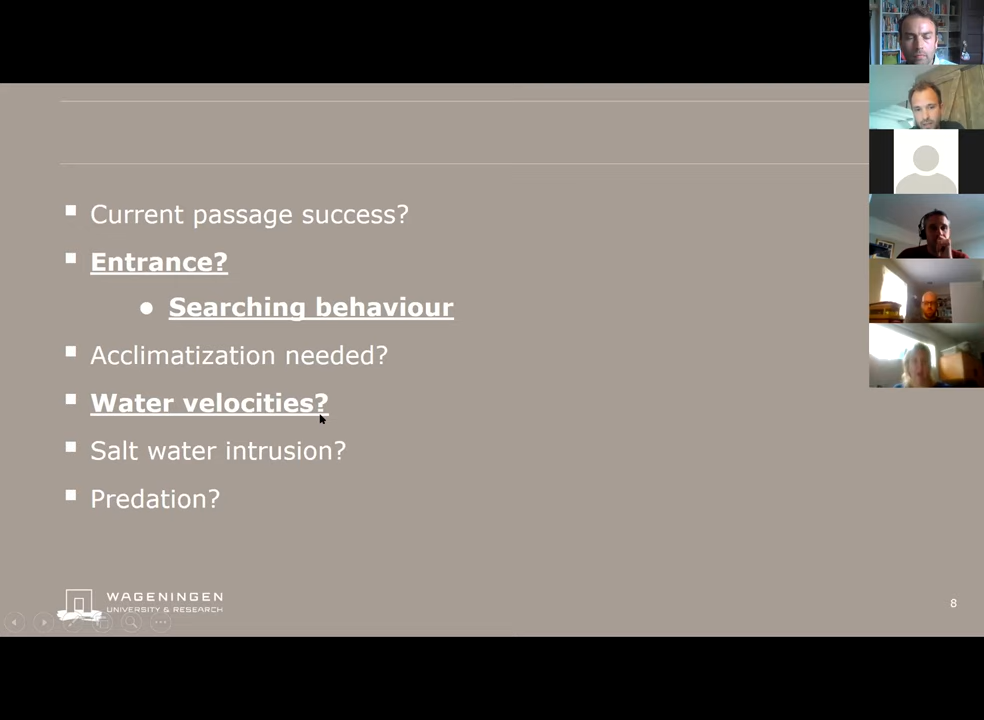 Current passage success?
Entrance?
Searching behaviour
Acclimatization needed?
Water velocities?
Salt water intrusion?
Predation?
WAGENINGEN
UNIVERSITY & RESEARCH
8